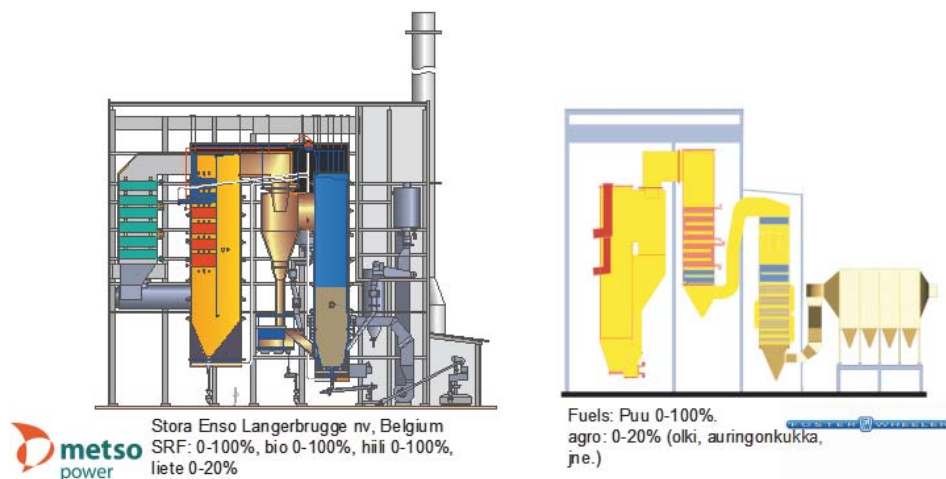 Stora Enso Langerbrugge nv, Belgium
SRF: 0-100%, bio 0-100%, hiili 0-100%,
liete 0-20%
metso
power
Fuels: Puu 0-100%.
agro: 0-20% (olki, auringonkukka,
jne.)
FOSTER WHEELER